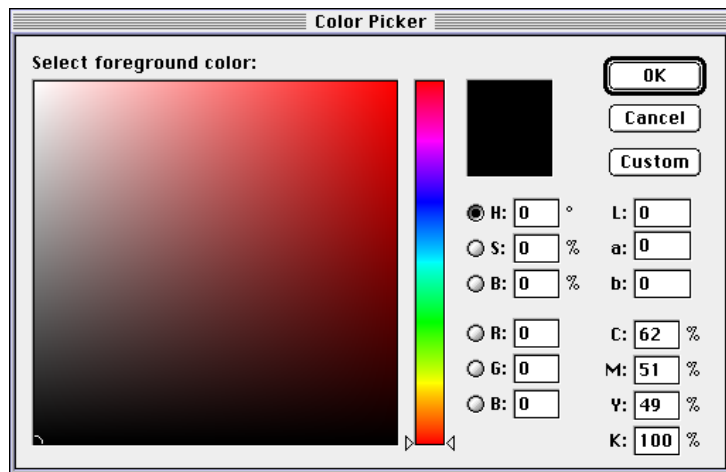 Color Picker
Select foreground color:
OK
Cancel
Custom
H: 0 ° L: 0
S: 0 % a: 0
B: 0 % b: 0
R: 0 C: 62 %
G: 0 M: 51 %
B: 0 Y: 49 %
K: 100 %